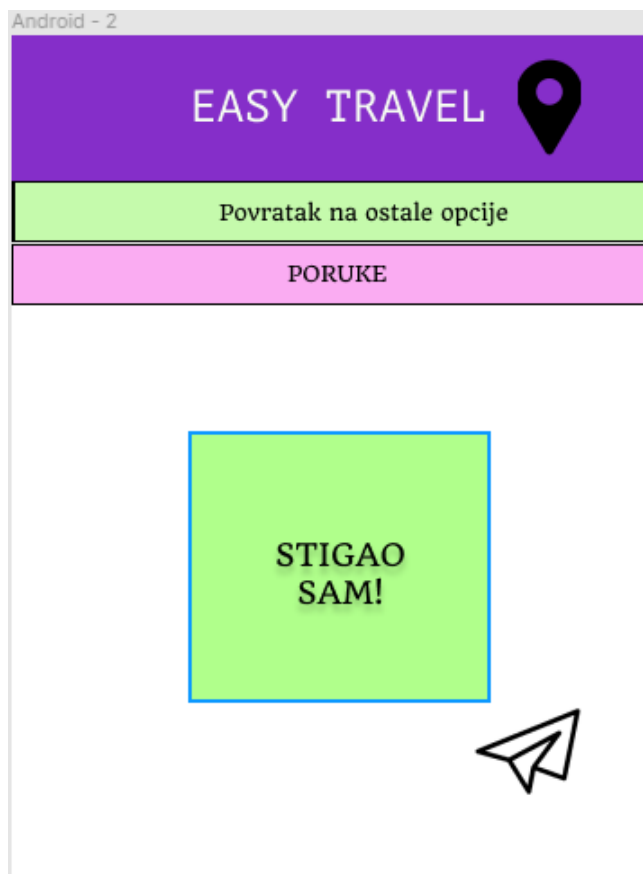 Android - 2
EASY TRAVEL
Povratak na ostale opcije
PORUKE
STIGAO
SAM!